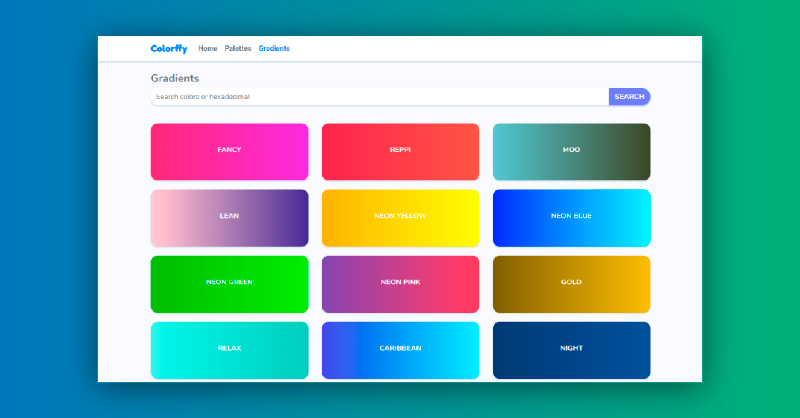 Colorffy Home Palettes Gradients
Gradients
Search colors or hexadecimal SEARCH
FANCY REPPI MOO
LEAN NEON YELLOW NEON BLUE
NEON GREEN NEON PINK GOLD
RELAX CARIBBEAN NIGHT